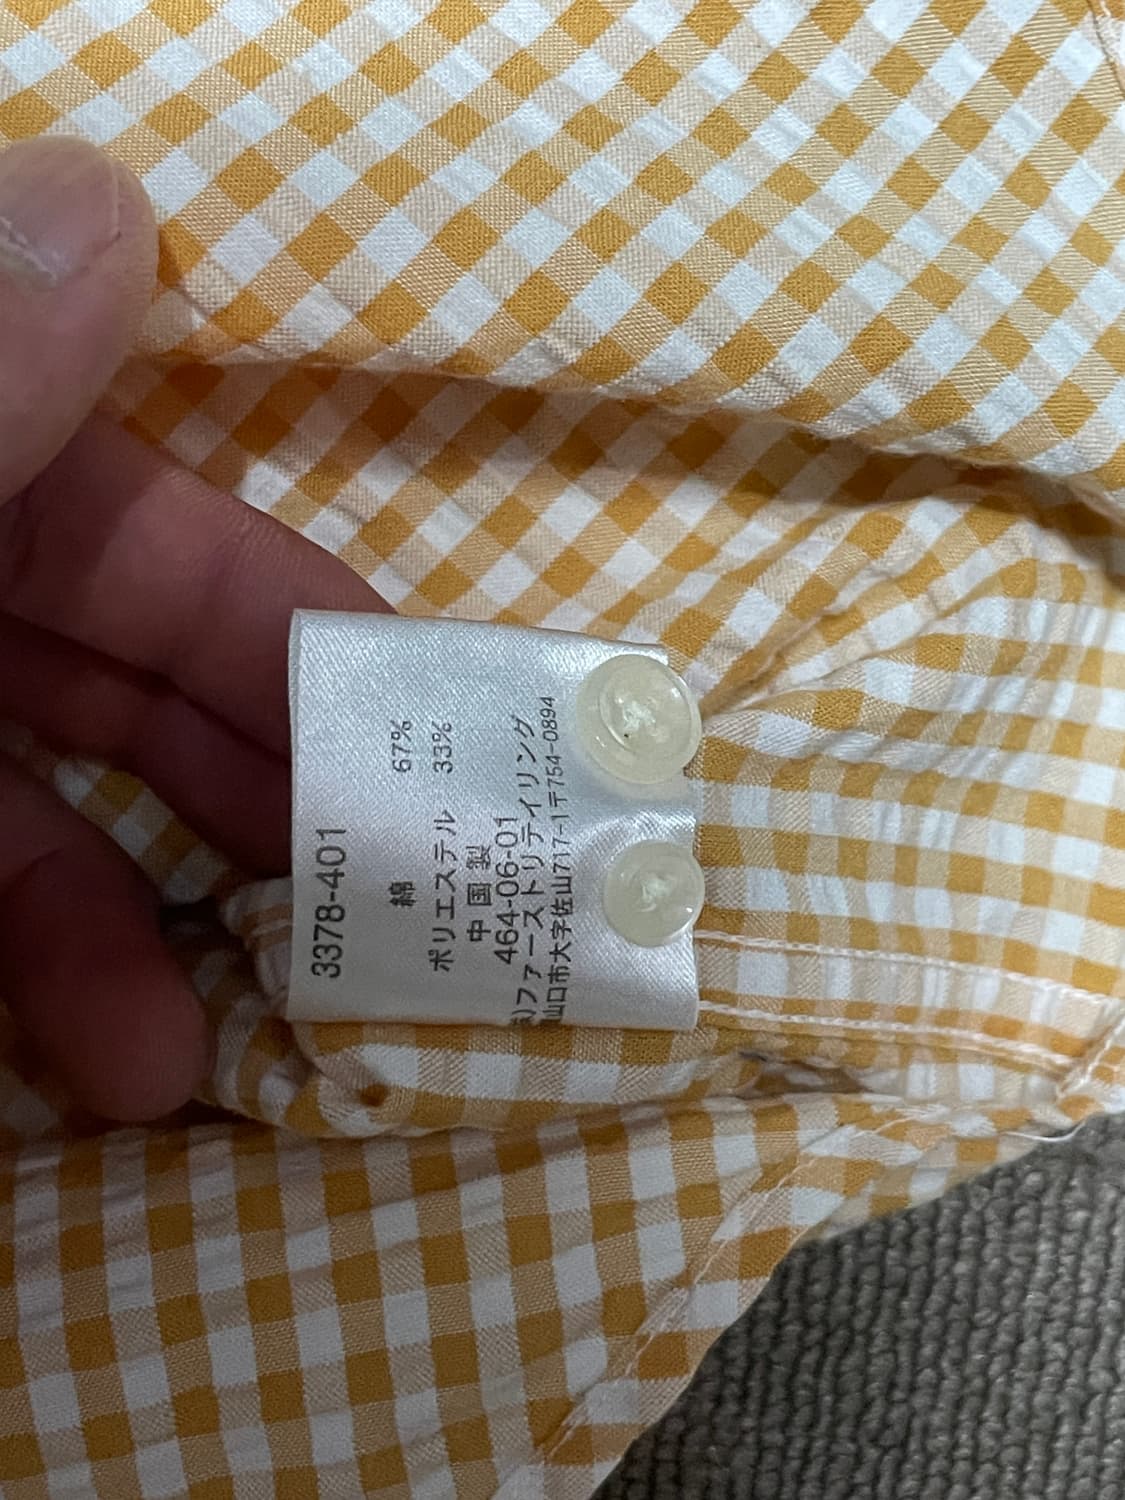 3378-401
綿 67%
ポリエステル 33%
中国製
464-06-01
㈱ファーストリテイリング
山口市大字佐山717-1〒754-0894